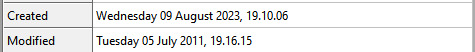 Created Wednesday 09 August 2023, 19.10.06
Modified Tuesday 05 July 2011, 19.16.15